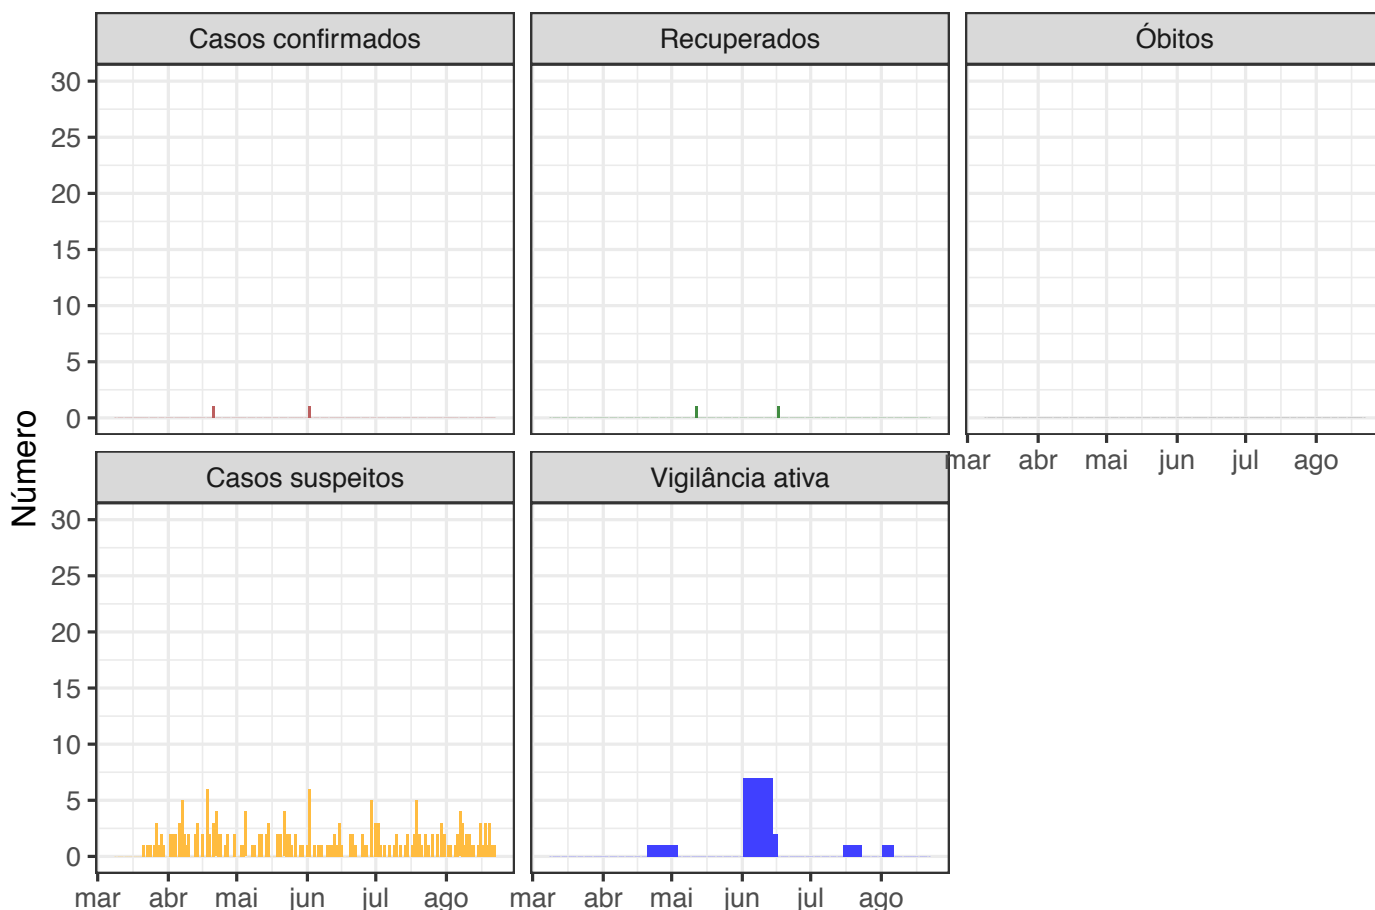 Casos confirmados
Recuperados
Óbitos
30
25
20
15
10
5
0
mar abr mai jun jul ago
Número
Casos suspeitos
Vigilância ativa
30
25
20
15
10
5
0
mar abr mai jun jul ago
mar abr mai jun jul ago